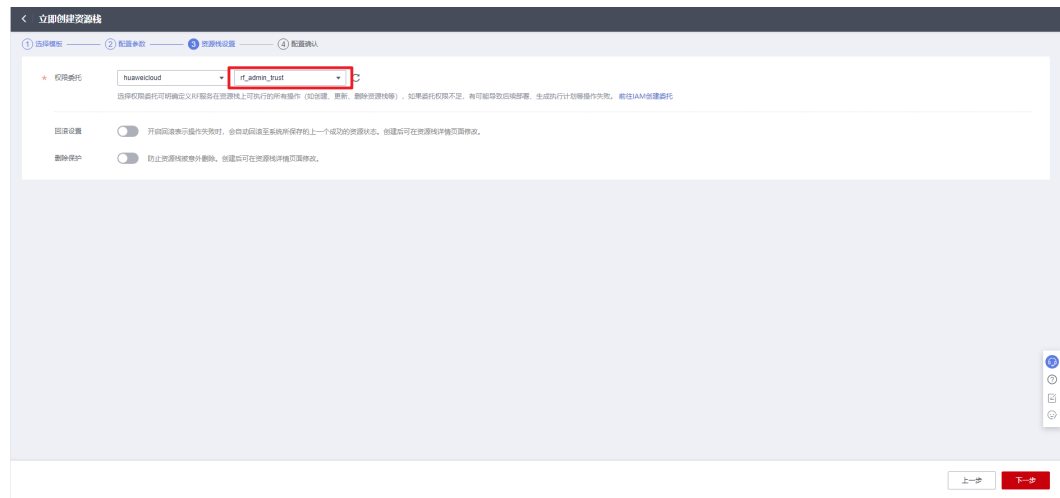 立即创建资源栈
1 选择模板 2 配置参数 3 资源栈设置 4 配置确认
* 权限委托 huaweicloud rf_admin_trust
选择权限委托可明确定义RF服务在资源栈上可执行的所有操作（如创建、更新、删除资源栈等），如果委托权限不足，有可能导致后续部署、生成执行计划等操作失败。 前往IAM创建委托
回滚设置 开启回滚表示操作失败时，会自动回滚至系统所保存的上一个成功的资源状态。创建后可在资源栈详情页面修改。
删除保护 防止资源栈被意外删除。创建后可在资源栈详情页面修改。
上一步 下一步